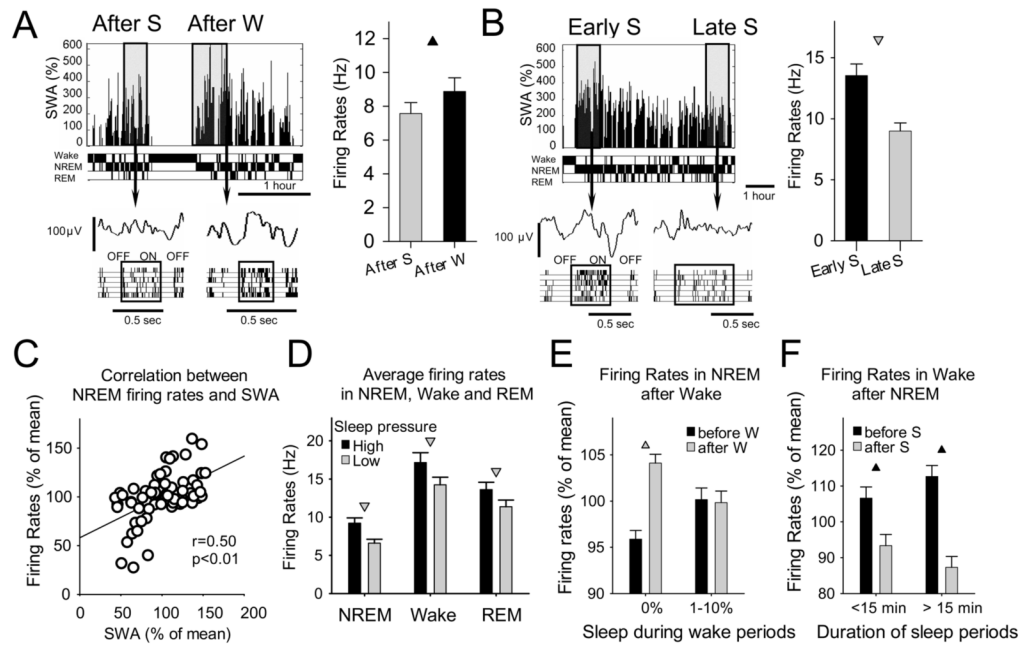 A
After S After W
600
500
400
300
200
100
0
SWA (%)
Wake
NREM
REM
1 hour
100 µV
OFF ON OFF
0.5 sec 0.5 sec
12
10
8
6
4
2
0
Firing Rates (Hz)
After S
After W
B
Early S Late S
600
500
400
300
200
100
0
SWA (%)
Wake
NREM
REM
1 hour
100 µV
OFF ON OFF
0.5 sec 0.5 sec
15
10
5
0
Firing Rates (Hz)
Early S
Late S
C
Correlation between
NREM firing rates and SWA
Firing Rates (% of mean)
150
100
50
0
r=0.50
p<0.01
0 50 100 150 200
SWA (% of mean)
D
Average firing rates
in NREM, Wake and REM
Sleep pressure
High
Low
Firing Rates (Hz)
20
15
10
5
0
NREM Wake REM
E
Firing Rates in NREM
after Wake
before W
after W
Firing rates (% of mean)
105
100
95
90
0% 1-10%
Sleep during wake periods
F
Firing Rates in Wake
after NREM
before S
after S
Firing Rates (% of mean)
120
110
100
90
80
<15 min > 15 min
Duration of sleep periods